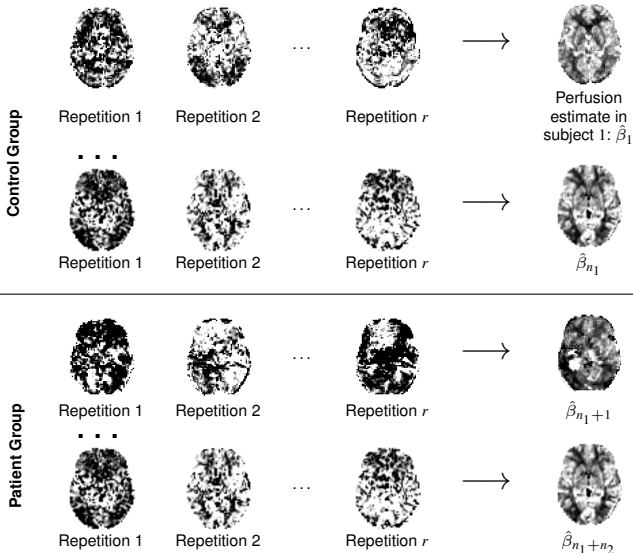 Control Group
Repetition 1 Repetition 2 ... Repetition r
Perfusion
estimate in
subject 1: β̂₁
...
Repetition 1 Repetition 2 ... Repetition r β̂ₙ₁
Patient Group
Repetition 1 Repetition 2 ... Repetition r β̂ₙ₁₊₁
...
Repetition 1 Repetition 2 ... Repetition r β̂ₙ₁₊ₙ₂